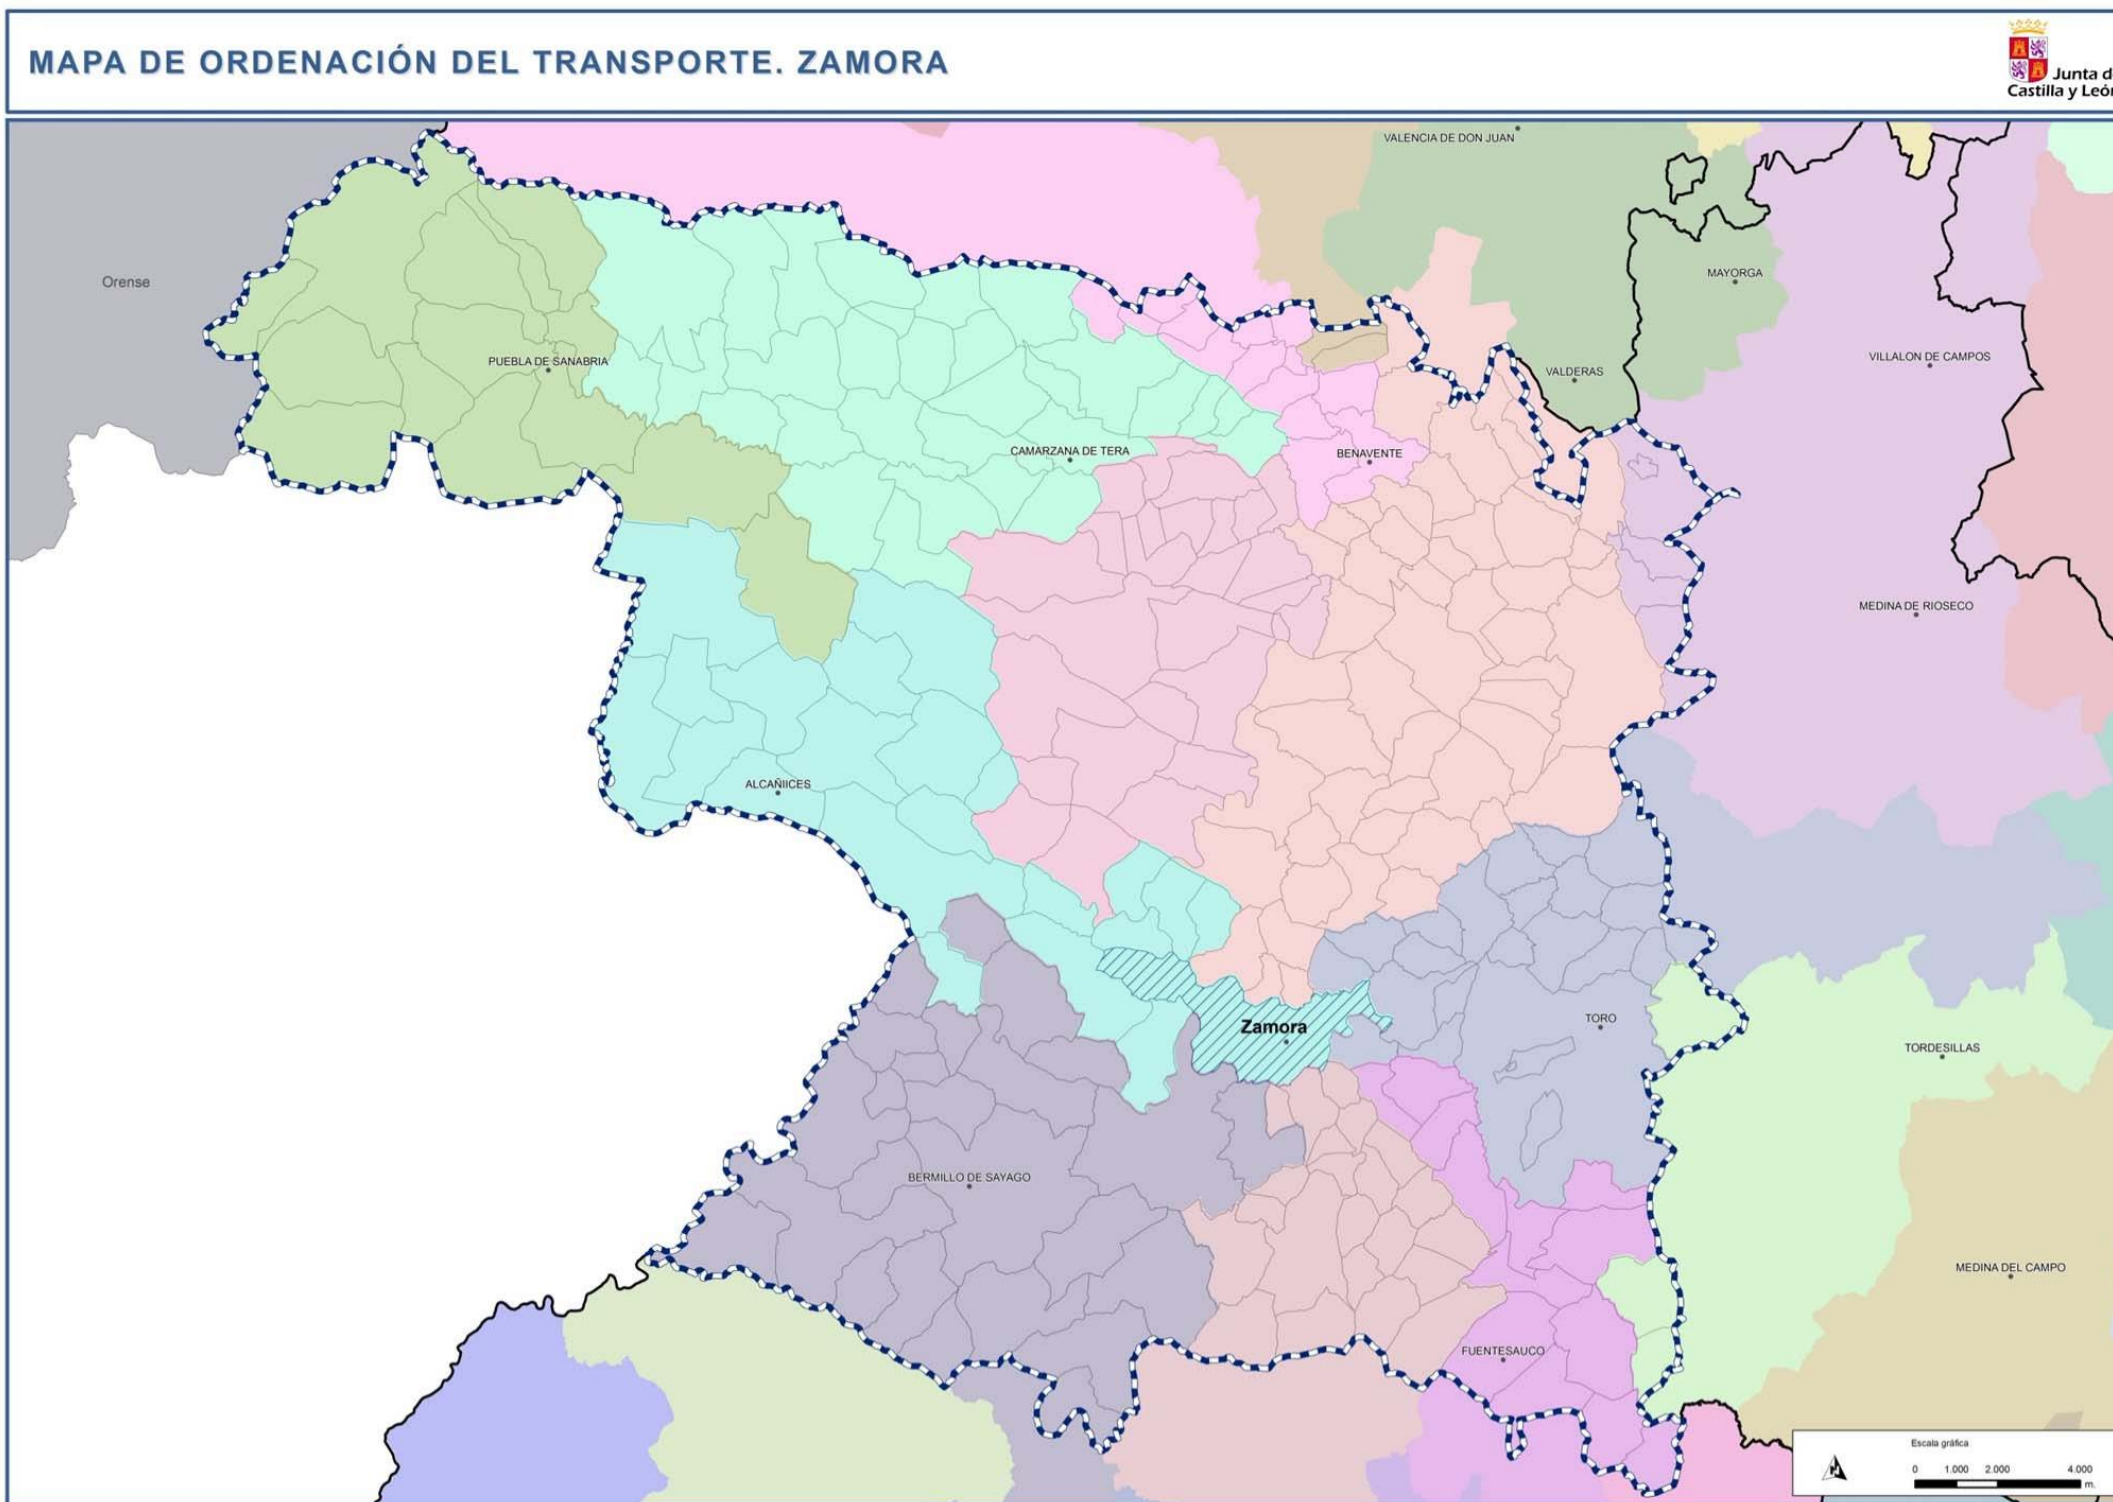 MAPA DE ORDENACIÓN DEL TRANSPORTE. ZAMORA
Junta d
Castilla y León
VALENCIA DE DON JUAN
Orense
MAYORGA
PUEBLA DE SANABRIA
VALDERAS
VILLALON DE CAMPOS
CAMARZANA DE TERA
BENAVENTE
MEDINA DE RIOSECO
ALCAÑIICES
Zamora
TORO
TORDESILLAS
BERMILLO DE SAYAGO
MEDINA DEL CAMPO
FUENTESAUCO
Escala gráfica
0 1.000 2.000 4.000
m.